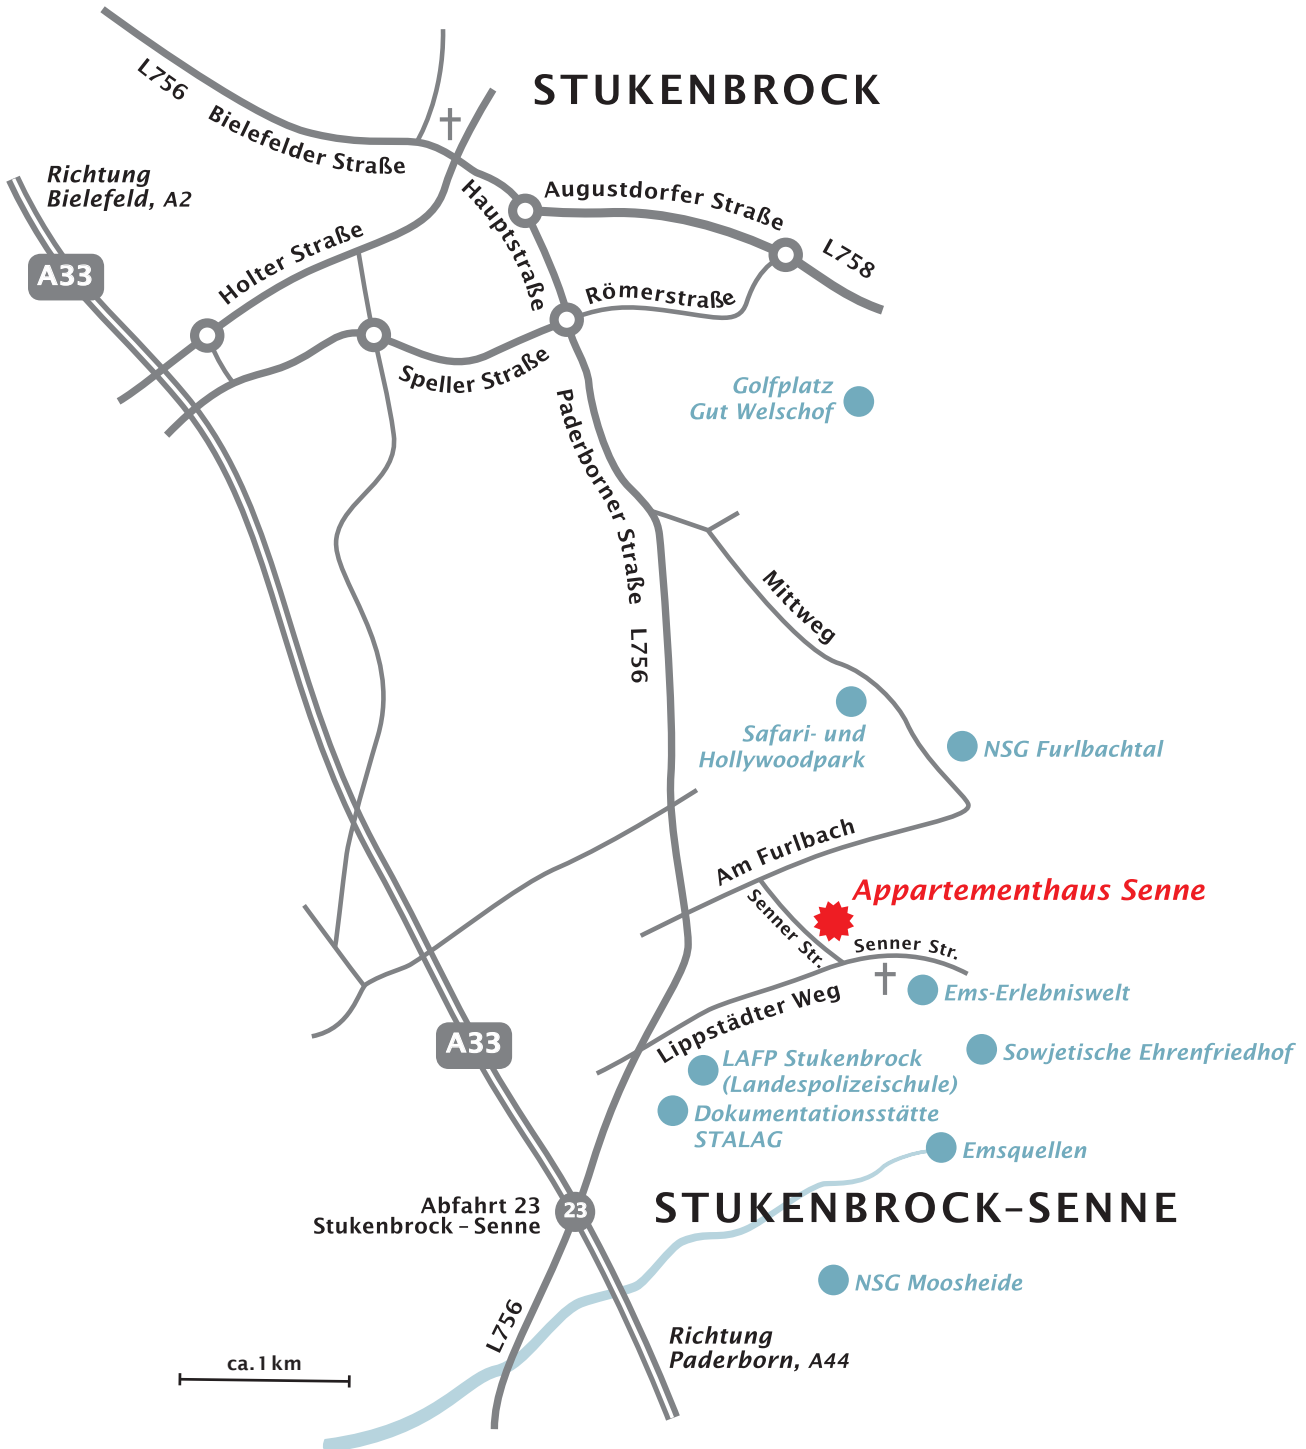 L756 Bielefelder Straße
STUKENBROCK
Richtung
Bielefeld, A2
A33
Holter Straße
Hauptstraße
Augustdorfer Straße
L758
Römerstraße
Speller Straße
Golfplatz
Gut Welschof
Paderborner Straße L756
Mittweg
Safari- und
Hollywoodpark
NSG Furlbachtal
Am Furlbach
Appartementhaus Senne
Senner Str.
Senner Str.
Lippstädter Weg
Ems-Erlebniswelt
A33
Sowjetische Ehrenfriedhof
LAFP Stukenbrock
(Landespolizeischule)
Dokumentationsstätte
STALAG
Emsquellen
Abfahrt 23
Stukenbrock – Senne
23
STUKENBROCK–SENNE
NSG Moosheide
L756
Richtung
Paderborn, A44
ca. 1 km